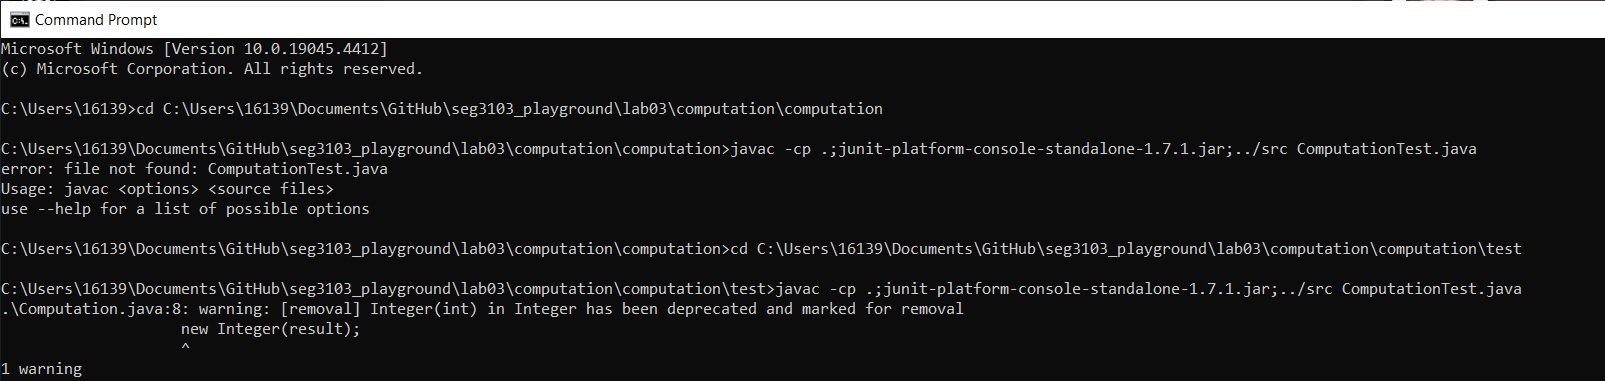 Command Prompt
Microsoft Windows [Version 10.0.19045.4412]
(c) Microsoft Corporation. All rights reserved.
C:\Users\16139>cd C:\Users\16139\Documents\GitHub\seg3103_playground\lab03\computation\computation
C:\Users\16139\Documents\GitHub\seg3103_playground\lab03\computation\computation>javac -cp .;junit-platform-console-standalone-1.7.1.jar;../src ComputationTest.java
error: file not found: ComputationTest.java
Usage: javac <options> <source files>
use --help for a list of possible options
C:\Users\16139\Documents\GitHub\seg3103_playground\lab03\computation\computation>cd C:\Users\16139\Documents\GitHub\seg3103_playground\lab03\computation\computation\test
C:\Users\16139\Documents\GitHub\seg3103_playground\lab03\computation\computation\test>javac -cp .;junit-platform-console-standalone-1.7.1.jar;../src ComputationTest.java
.\Computation.java:8: warning: [removal] Integer(int) in Integer has been deprecated and marked for removal
new Integer(result);
^
1 warning